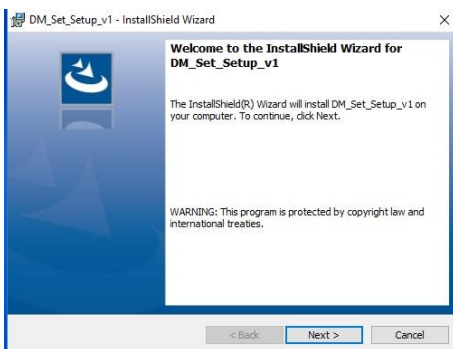 DM_Set_Setup_v1 - InstallShield Wizard
Welcome to the InstallShield Wizard for
DM_Set_Setup_v1
The InstallShield(R) Wizard will install DM_Set_Setup_v1 on
your computer. To continue, click Next.
WARNING: This program is protected by copyright law and
international treaties.
< Back Next > Cancel